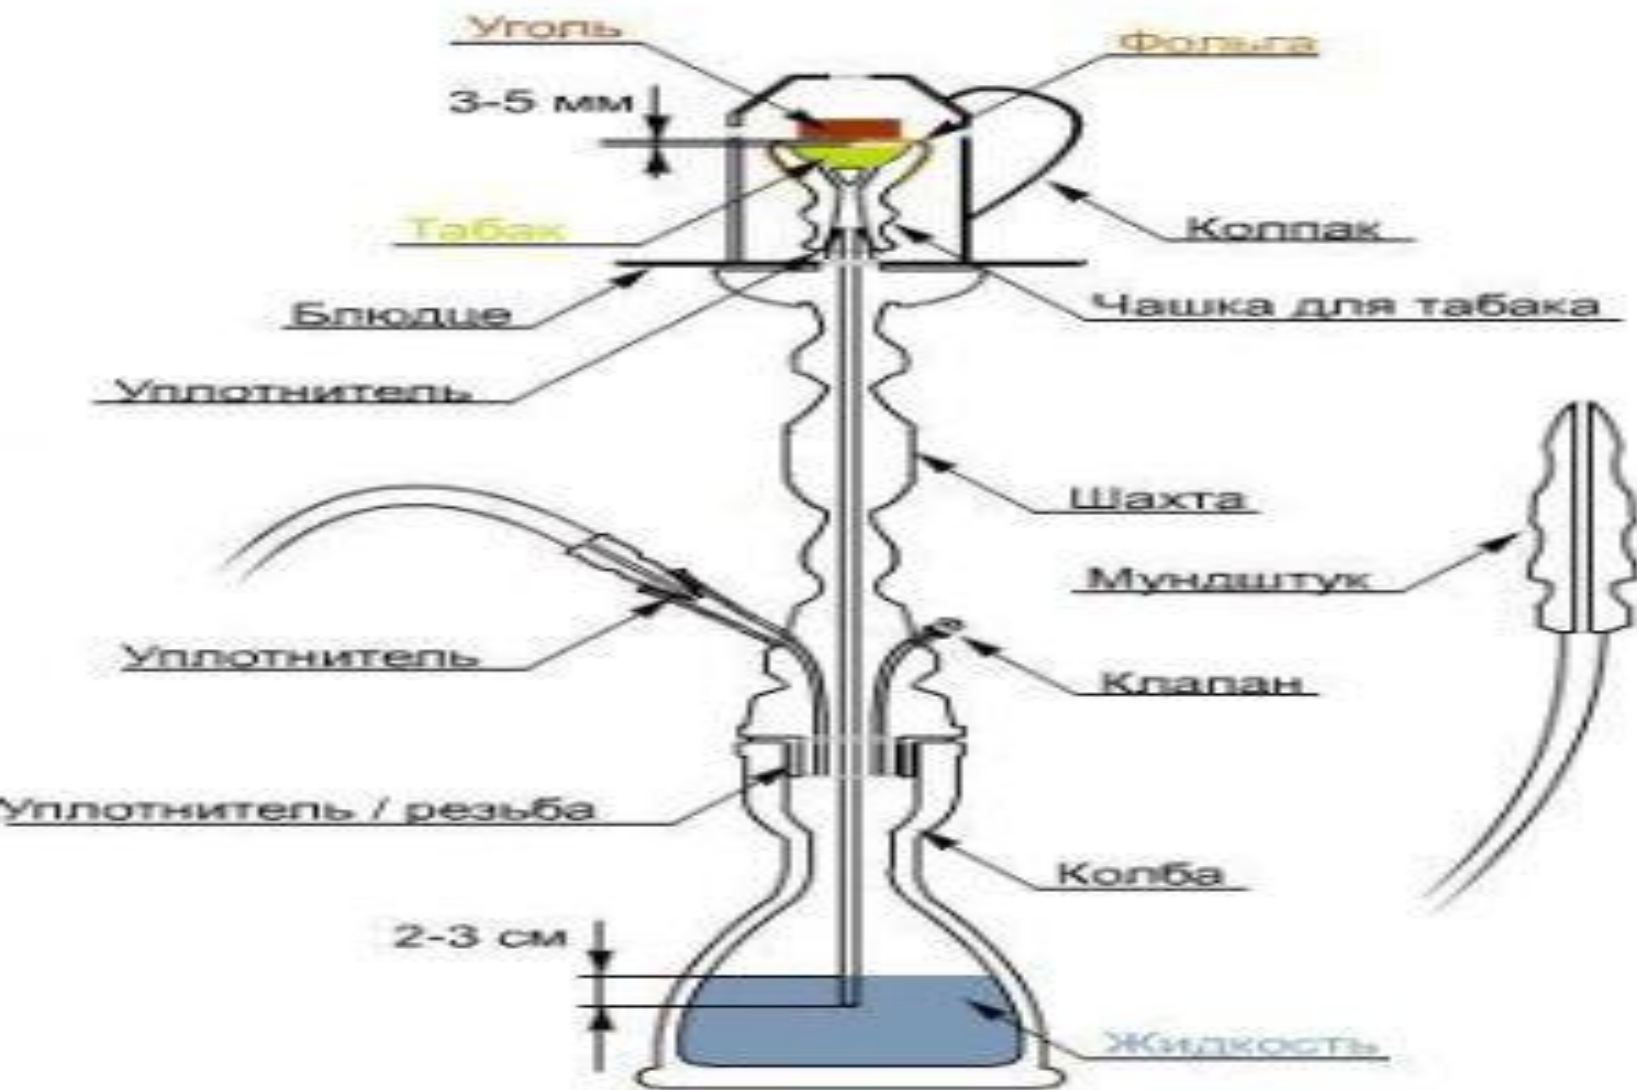 Уголь
Фольга
3-5 мм
Табак
Колпак
Блюдце
Чашка для табака
Уплотнитель
Шахта
Мундштук
Уплотнитель
Клапан
Уплотнитель / резьба
Колба
2-3 см
Жидкость